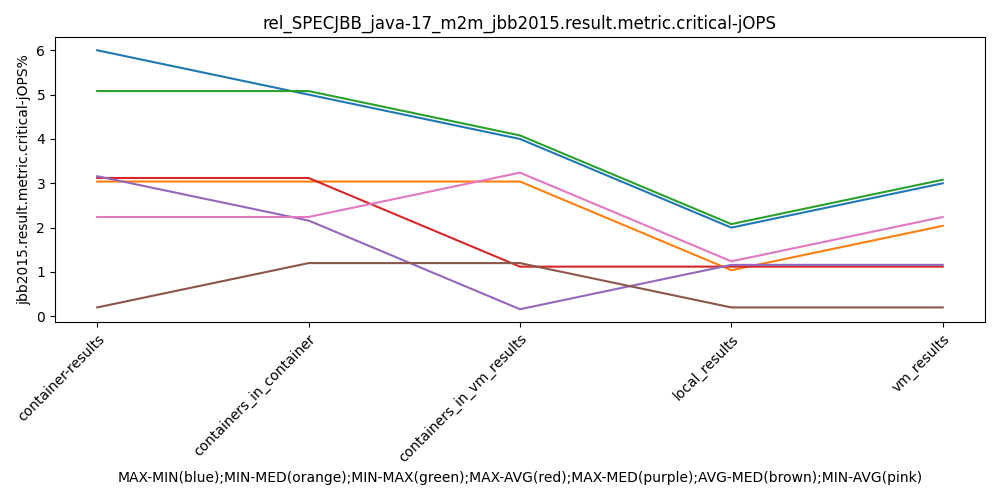 rel_SPECJBB_java-17_m2m_jbb2015.result.metric.critical-jOPS
jbb2015.result.metric.critical-jOPS%
6
5
4
3
2
1
0
container-results
containers_in_container
containers_in_vm_results
local_results
vm_results
MAX-MIN(blue);MIN-MED(orange);MIN-MAX(green);MAX-AVG(red);MAX-MED(purple);AVG-MED(brown);MIN-AVG(pink)